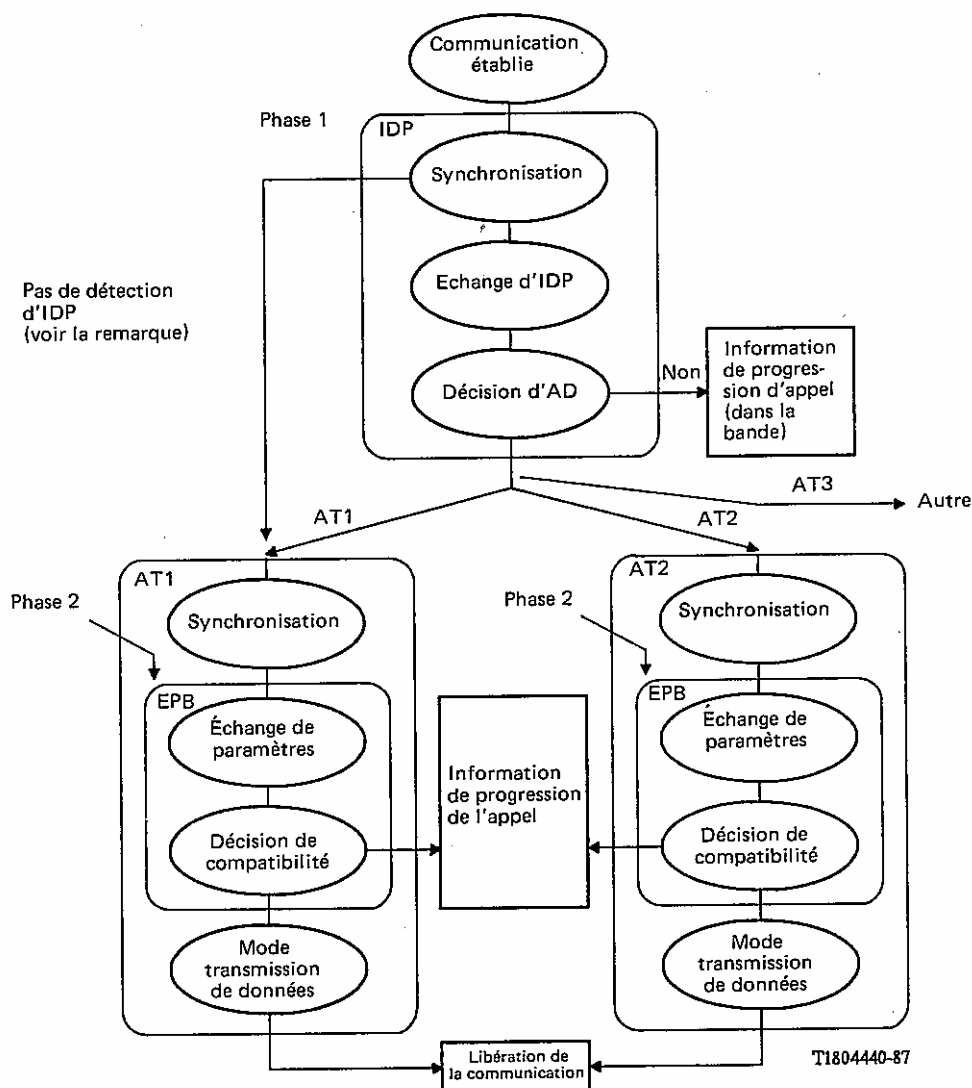 Communication
établie
Phase 1
IDP
Synchronisation
Echange d'IDP
Pas de détection
d'IDP
(voir la remarque)
Décision d'AD
Non
Information
de progres-
sion d'appel
(dans la
bande)
AT3
Autre
AT1
AT2
AT1
Phase 2
Synchronisation
EPB
Échange de
paramètres
Décision de
compatibilité
Mode
transmission
de données
Information
de progression
de l'appel
AT2
Phase 2
Synchronisation
EPB
Échange de
paramètres
Décision de
compatibilité
Mode
transmission
de données
Libération de
la communication
T1804440-87